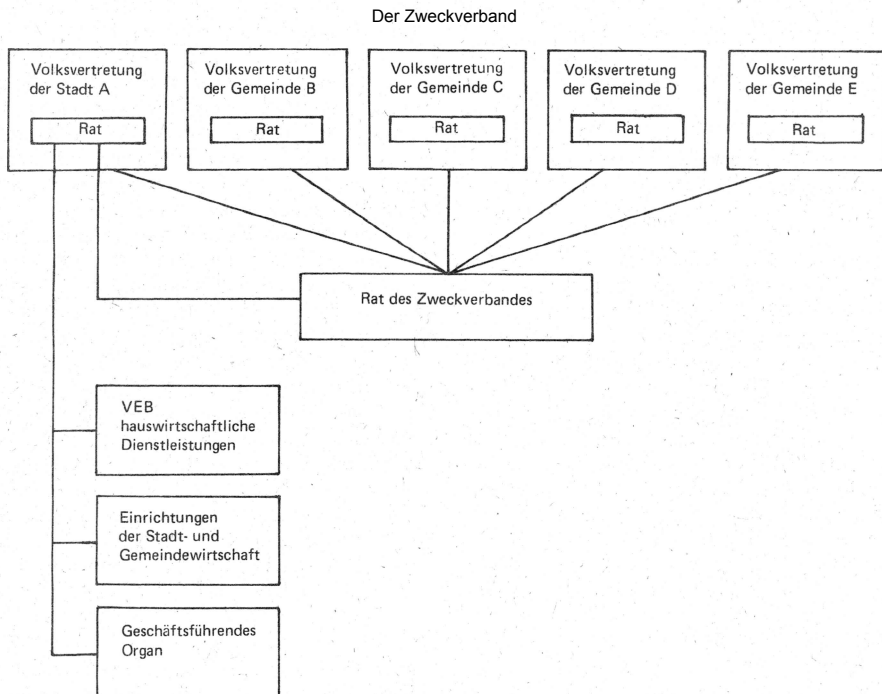 Der Zweckverband
Volksvertretung
der Stadt A
Rat
Volksvertretung
der Gemeinde B
Rat
Volksvertretung
der Gemeinde C
Rat
Volksvertretung
der Gemeinde D
Rat
Volksvertretung
der Gemeinde E
Rat
Rat des Zweckverbandes
VEB
hauswirtschaftliche
Dienstleistungen
Einrichtungen
der Stadt- und
Gemeindewirtschaft
Geschäftsführendes
Organ